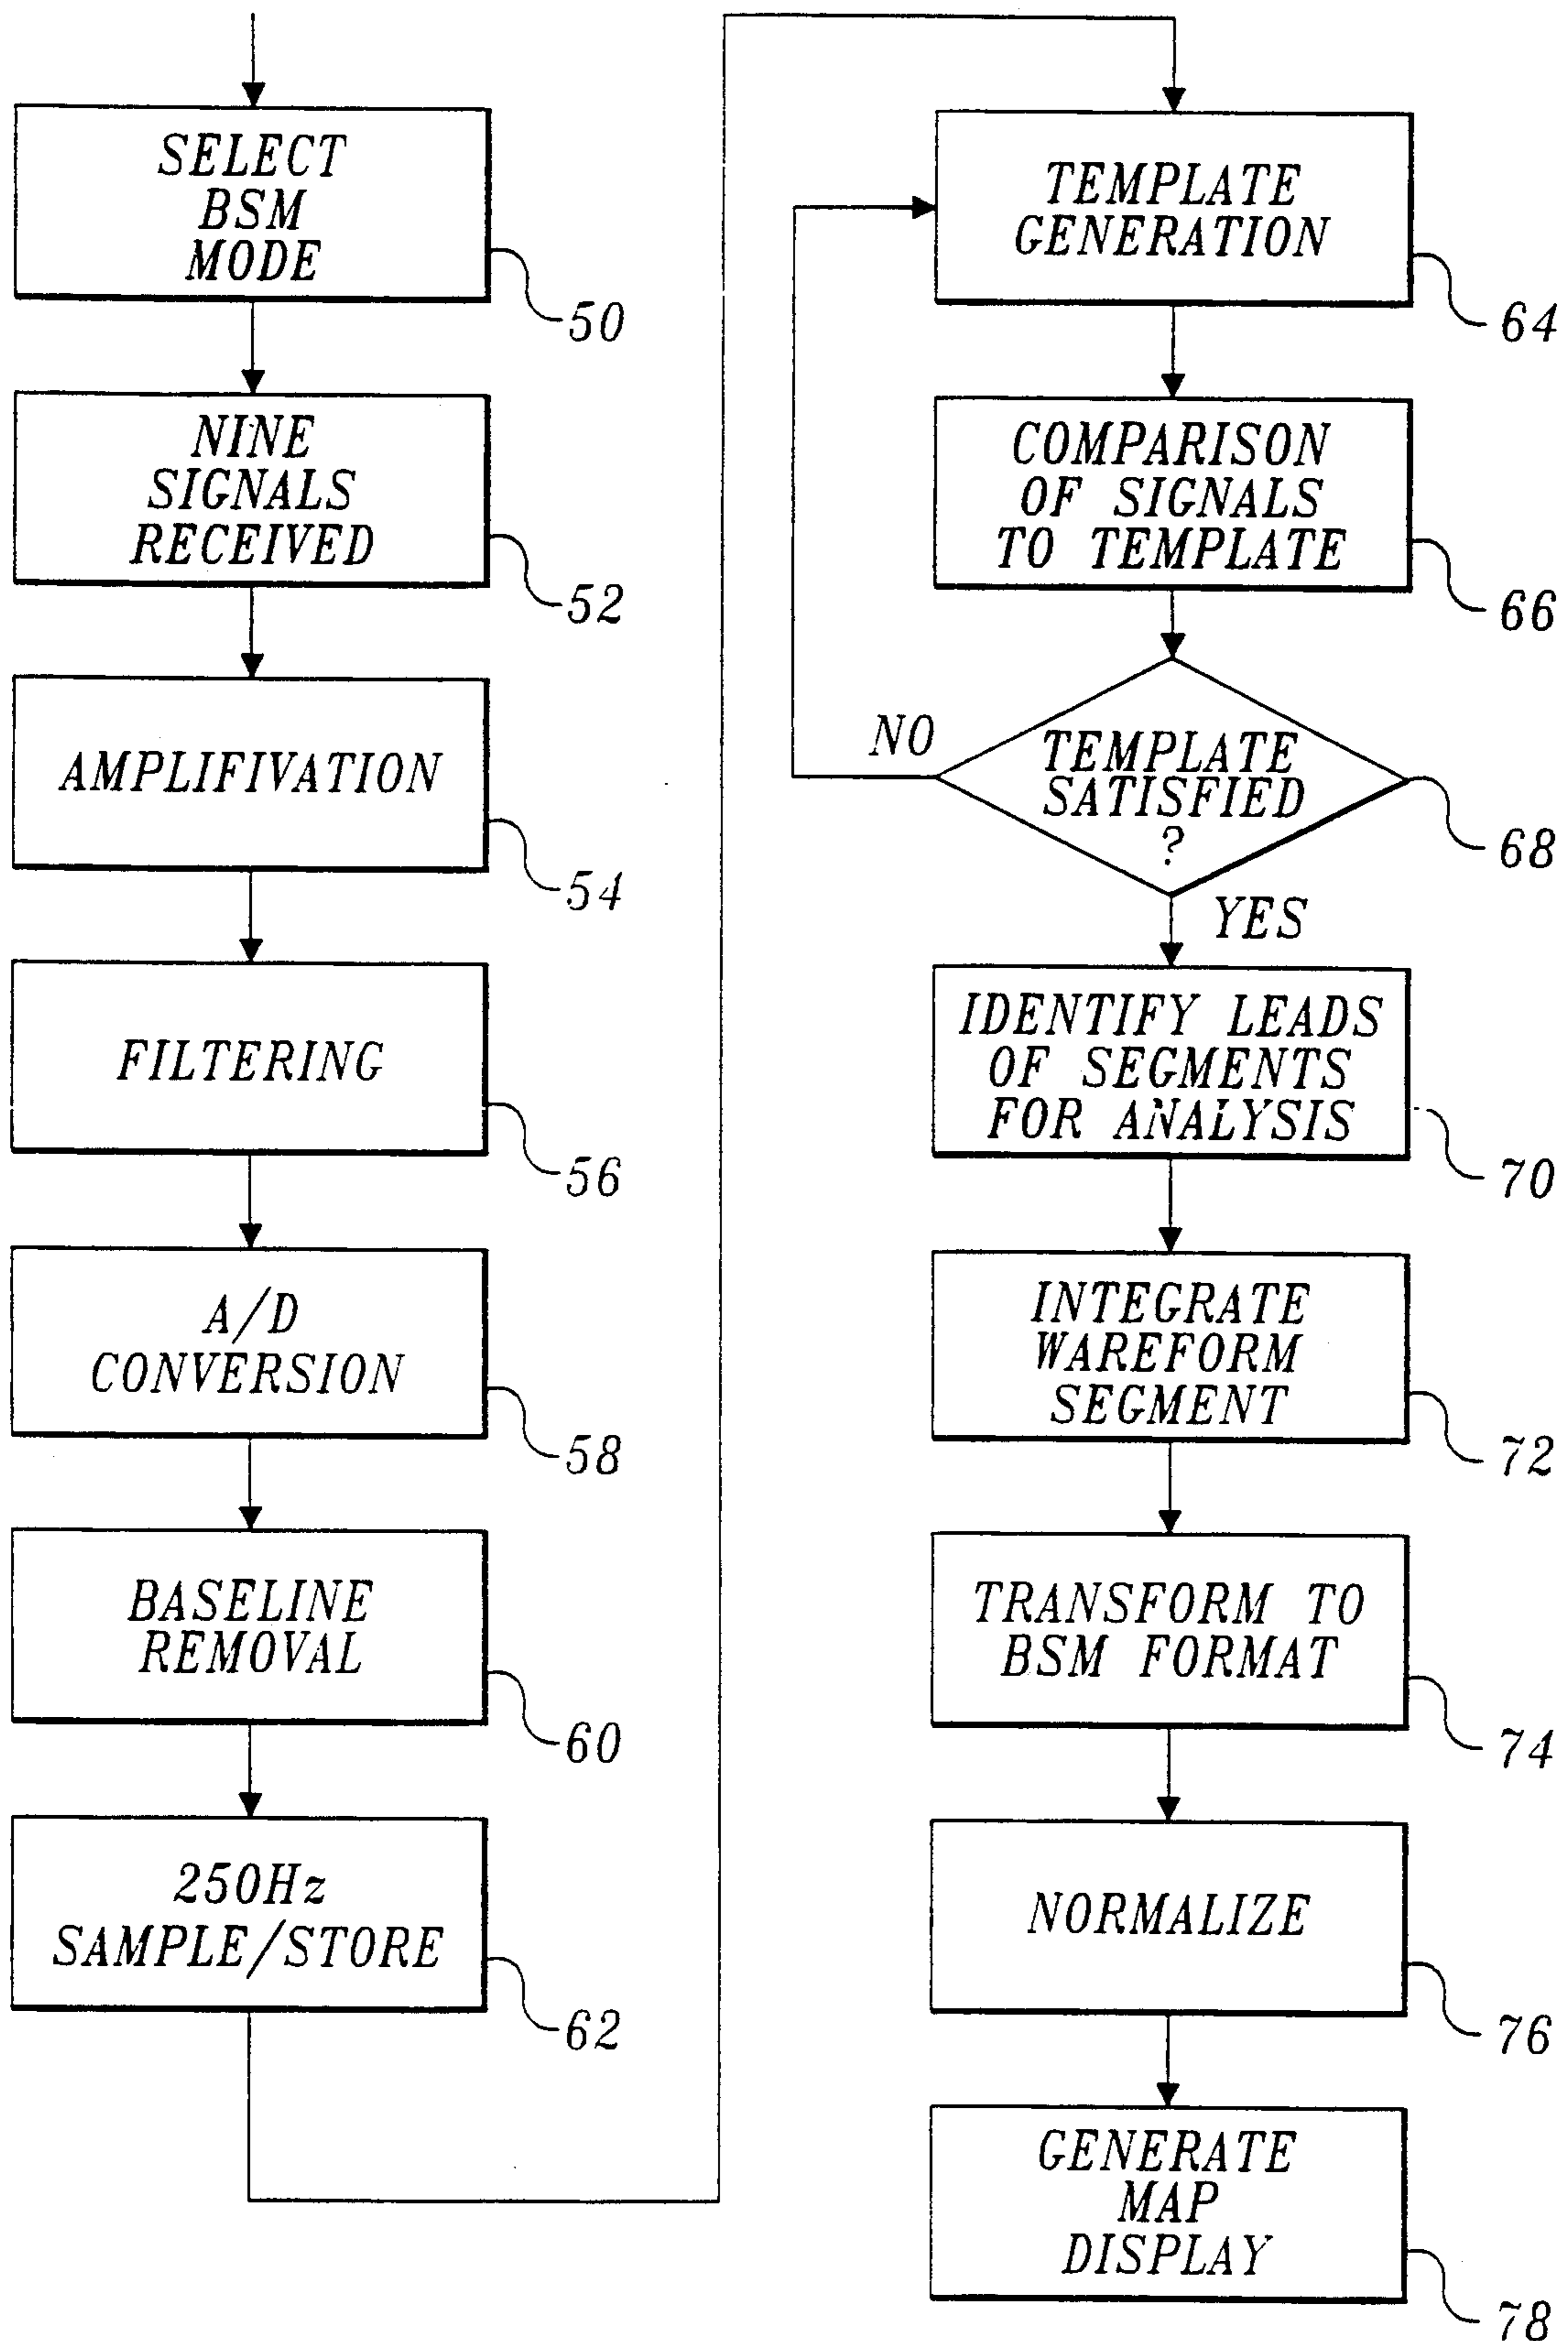 SELECT
BSM
MODE
50
NINE
SIGNALS
RECEIVED
52
AMPLIFIVATION
54
FILTERING
56
A/D
CONVERSION
58
BASELINE
REMOVAL
60
250Hz
SAMPLE/STORE
62
TEMPLATE
GENERATION
64
COMPARISON
OF SIGNALS
TO TEMPLATE
66
NO
TEMPLATE
SATISFIED
?
68
YES
IDENTIFY LEADS
OF SEGMENTS
FOR ANALYSIS
70
INTEGRATE
WAREFORM
SEGMENT
72
TRANSFORM TO
BSM FORMAT
74
NORMALIZE
76
GENERATE
MAP
DISPLAY
78